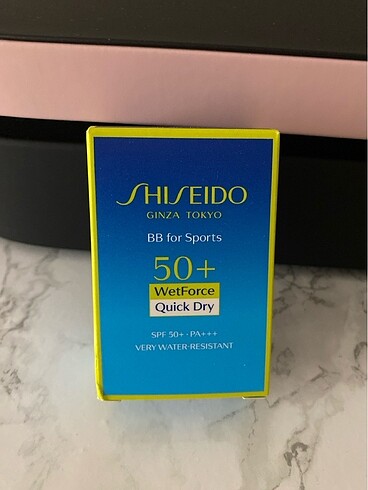 SHISEIDO
GINZA TOKYO
BB for Sports
50+
WetForce
Quick Dry
SPF 50+ · PA+++
VERY WATER-RESISTANT